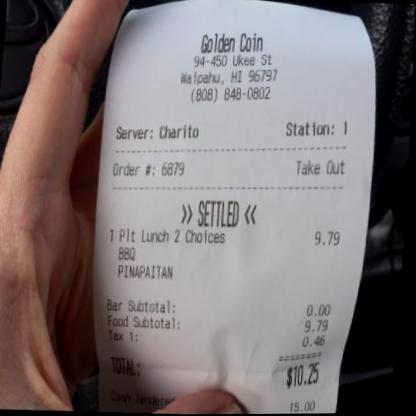 Golden Coin
94-450 Ukee St
Waipahu, HI 96797
(808) 848-0802
Server: Charito Station: 1
Order #: 6879 Take Out
>> SETTLED <<
1 Plt Lunch 2 Choices 9.79
BBQ
PINAPAITAN
Bar Subtotal: 0.00
Food Subtotal: 9.79
Tax 1: 0.46
========
TOTAL: $10.25
Cash Tendered 15.00